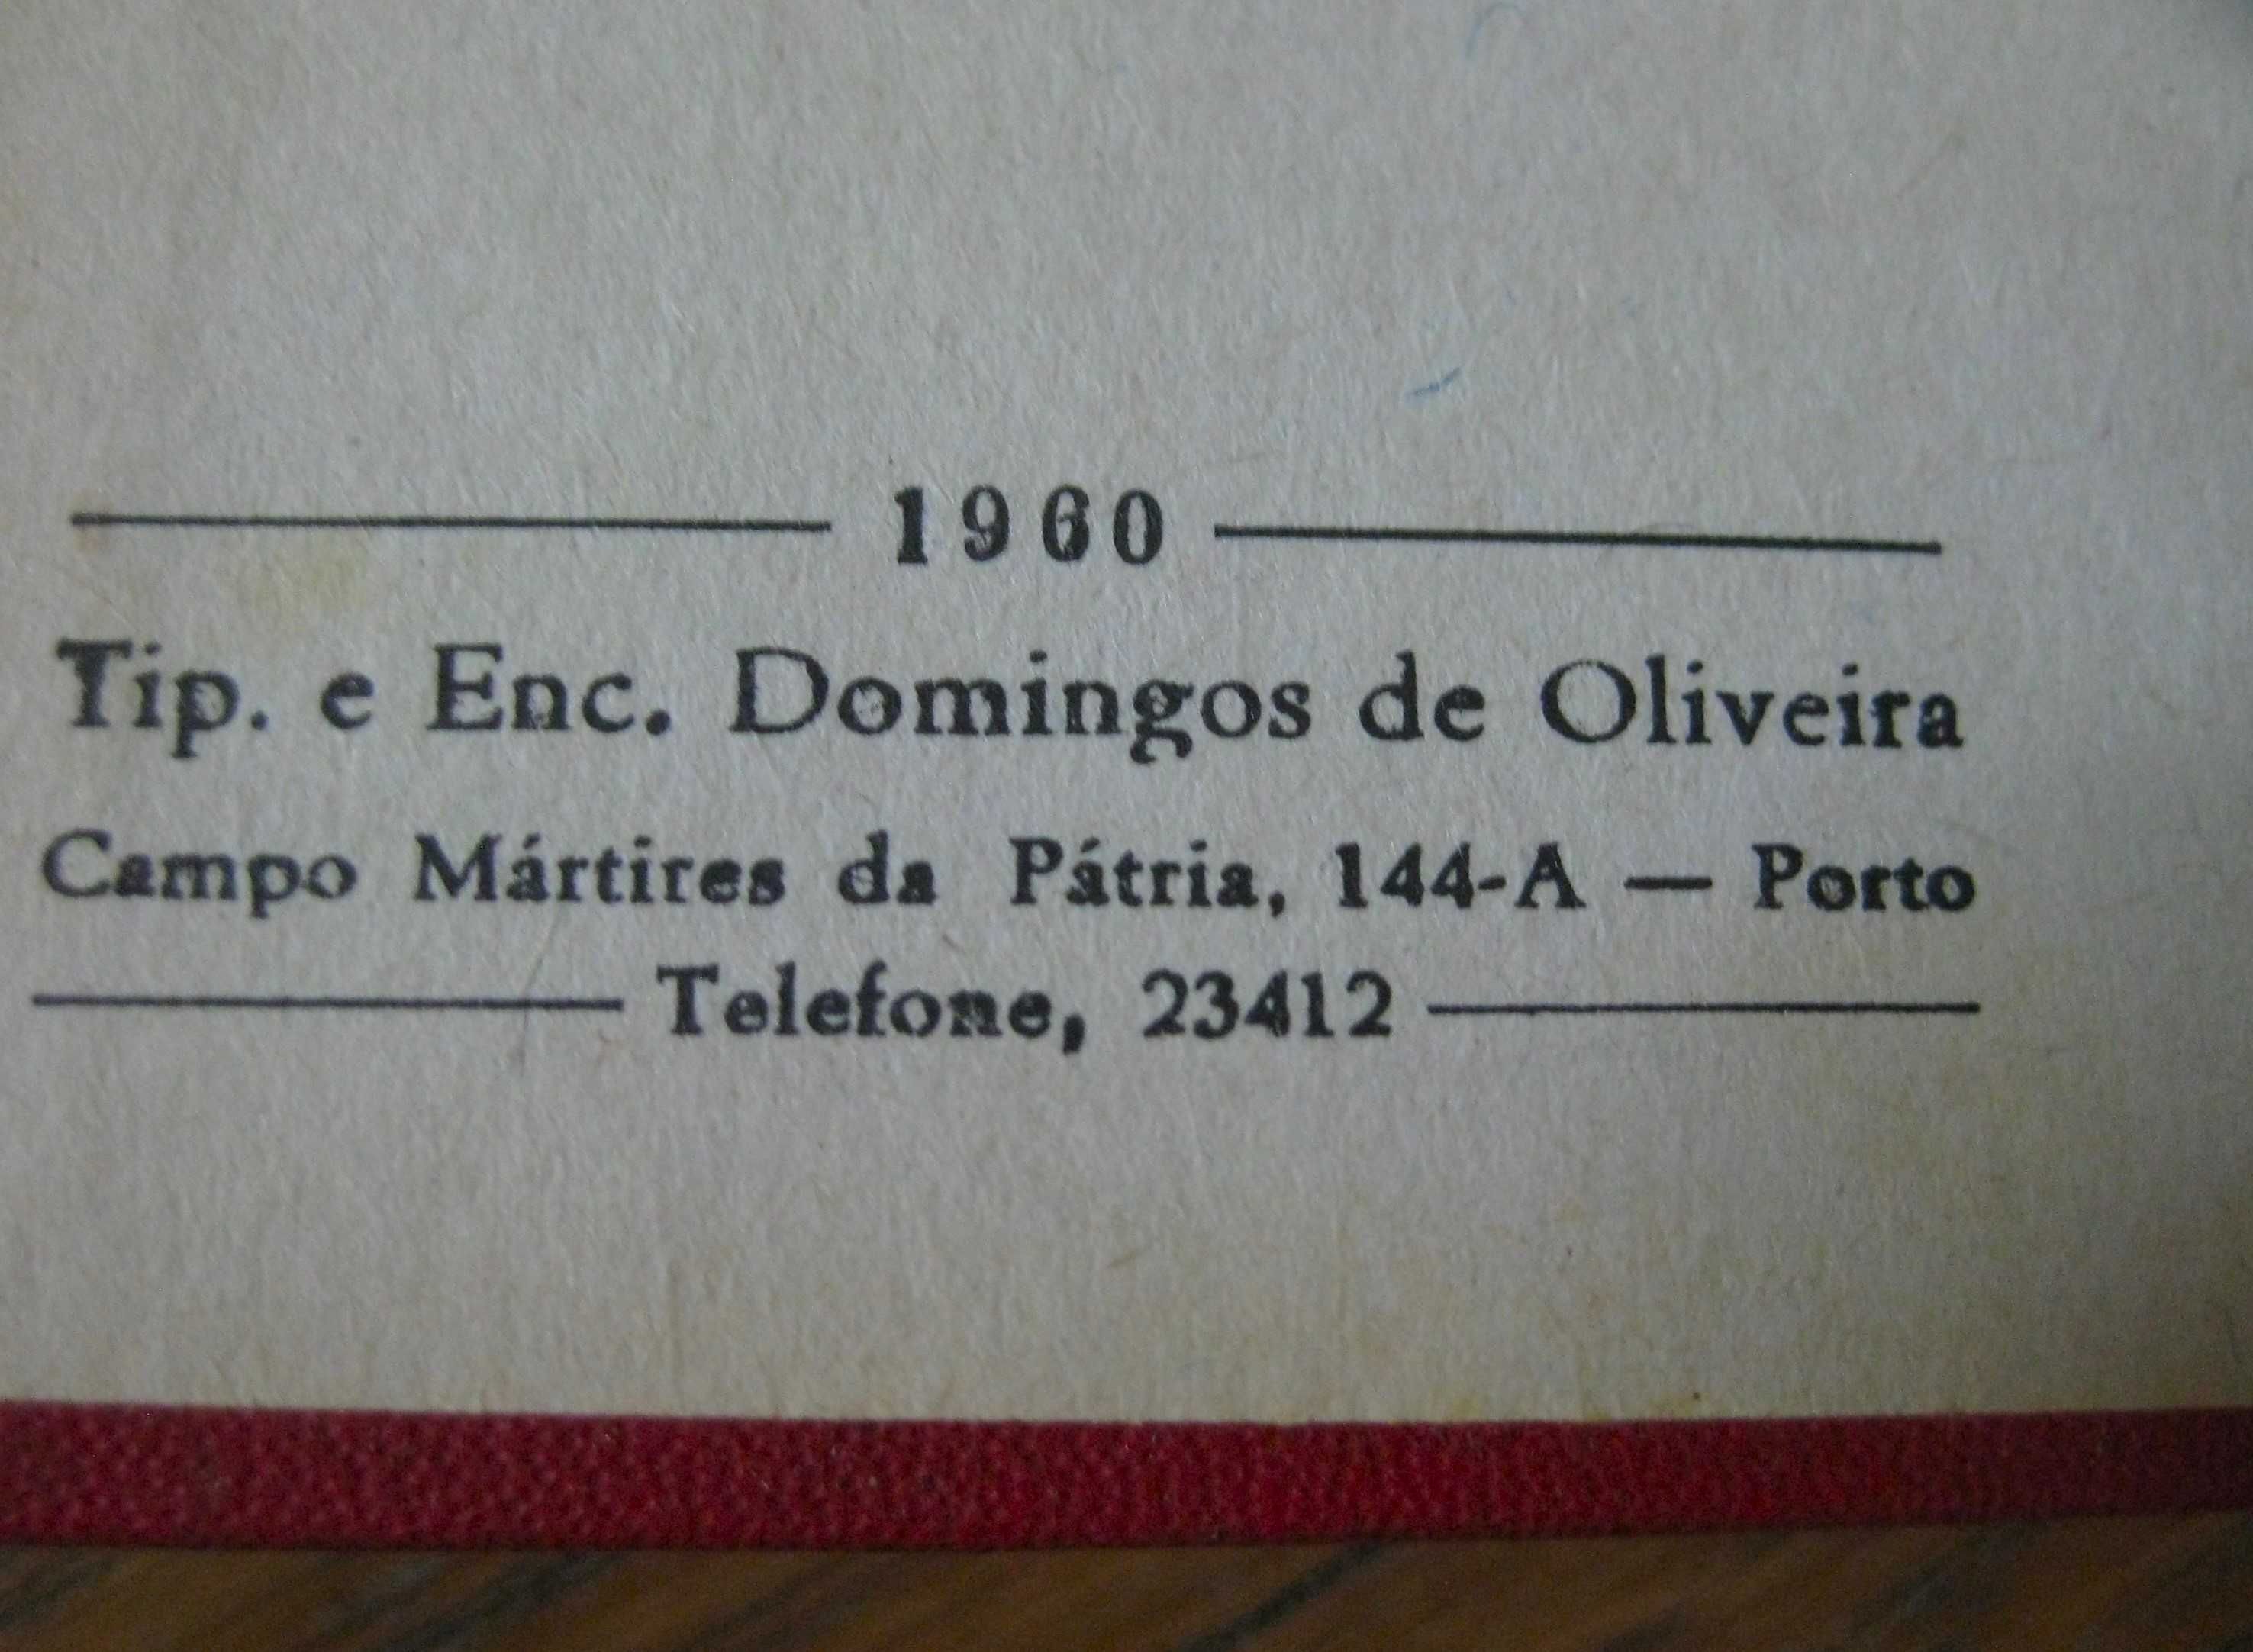 1960
Tip. e Enc. Domingos de Oliveira
Campo Mártires da Pátria, 144-A — Porto
Telefone, 23412